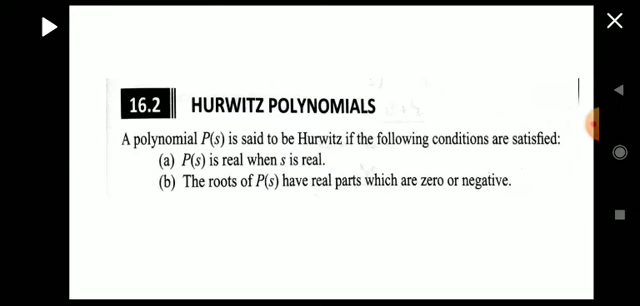 16.2 HURWITZ POLYNOMIALS
A polynomial P(s) is said to be Hurwitz if the following conditions are satisfied:
(a) P(s) is real when s is real.
(b) The roots of P(s) have real parts which are zero or negative.